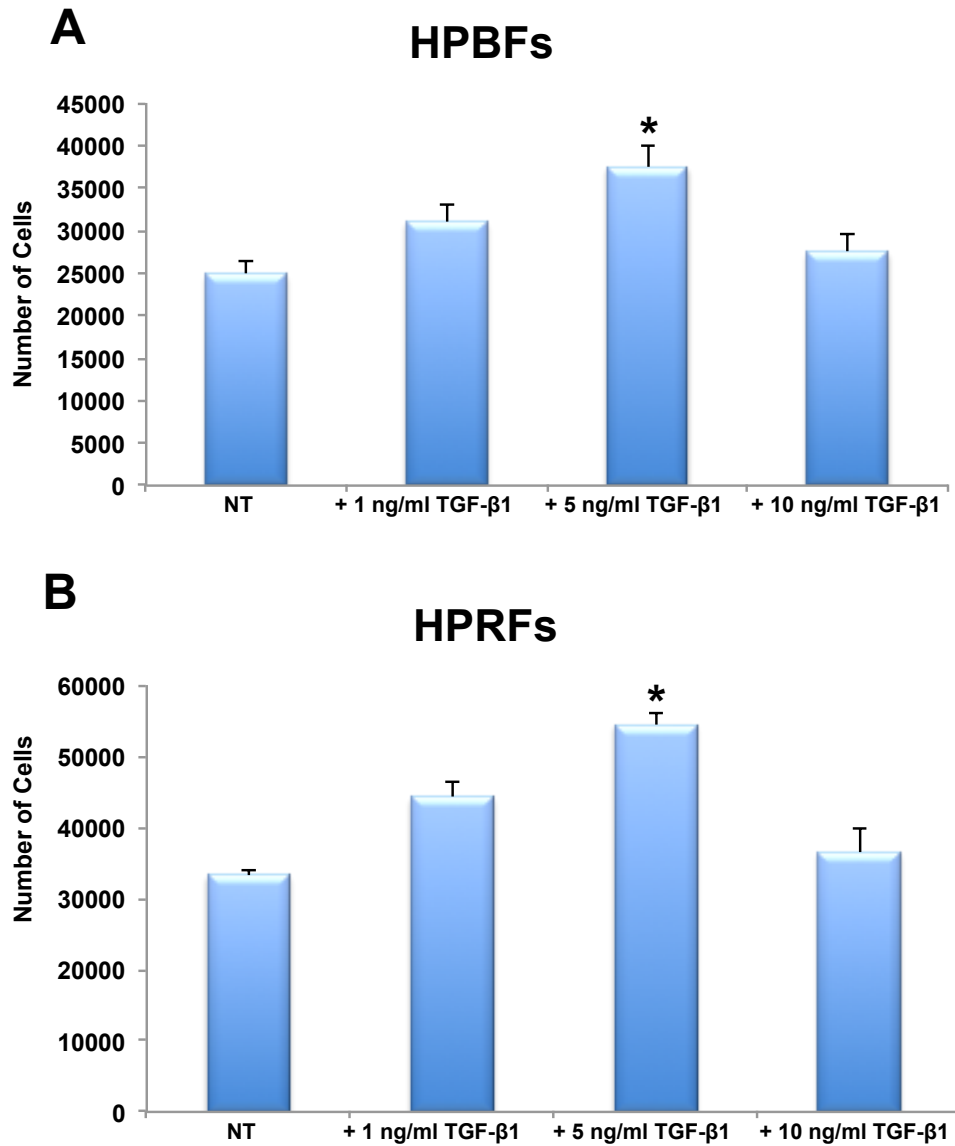 A
HPBFs
45000
40000
35000
30000
25000
20000
15000
10000
5000
0
Number of Cells
*
NT + 1 ng/ml TGF-β1 + 5 ng/ml TGF-β1 + 10 ng/ml TGF-β1
B
HPRFs
60000
50000
40000
30000
20000
10000
0
Number of Cells
*
NT + 1 ng/ml TGF-β1 + 5 ng/ml TGF-β1 + 10 ng/ml TGF-β1